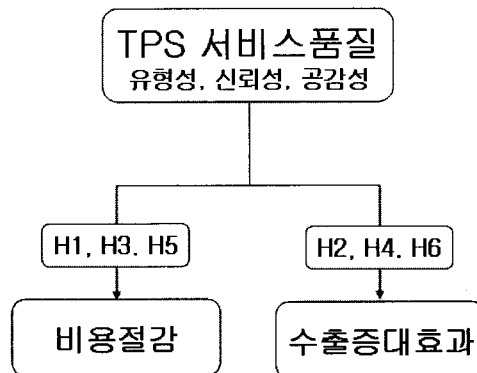 TPS 서비스품질
유형성, 신뢰성, 공감성
H1, H3. H5
H2, H4. H6
비용절감
수출증대효과